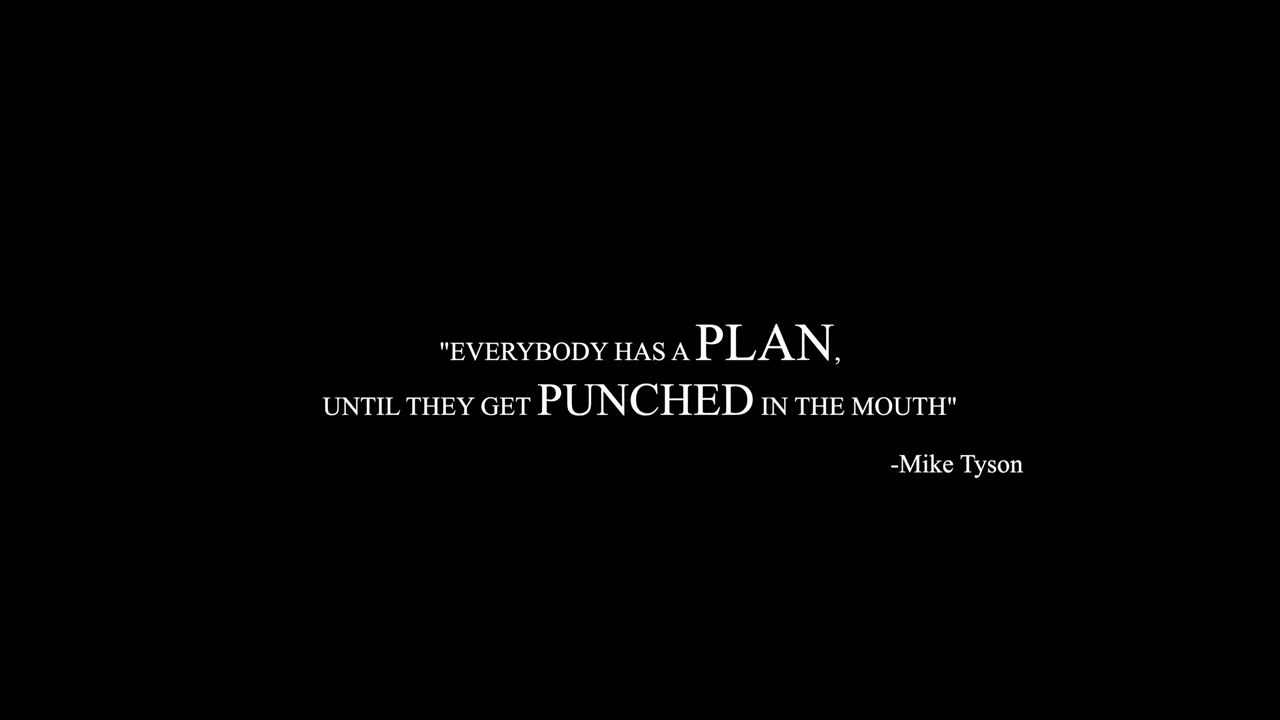 "EVERYBODY HAS A PLAN,
UNTIL THEY GET PUNCHED IN THE MOUTH"
-Mike Tyson